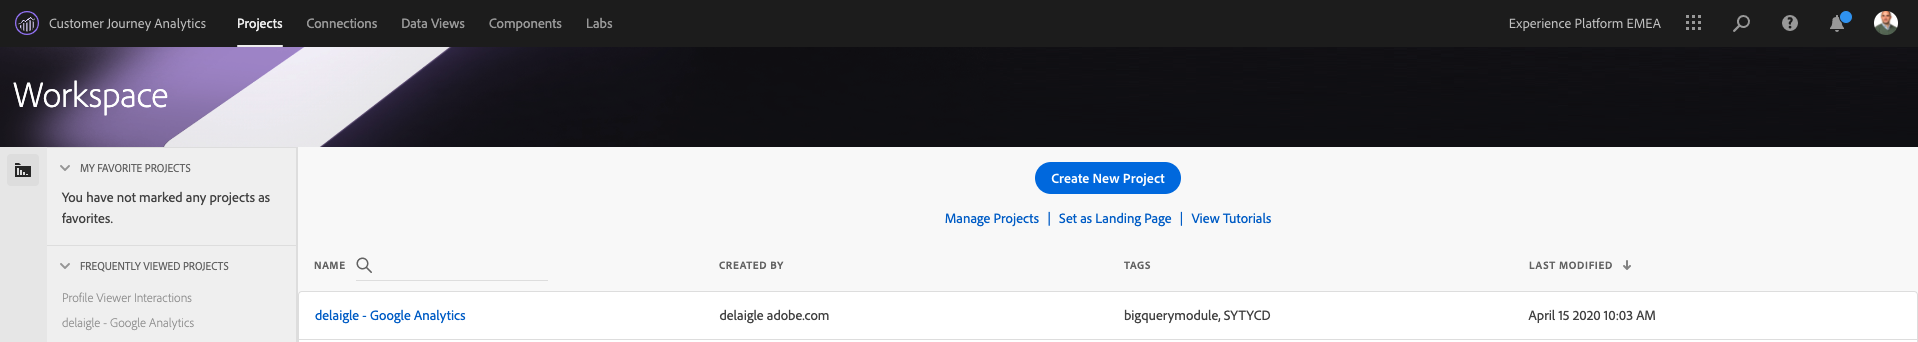 Customer Journey Analytics Projects Connections Data Views Components Labs Experience Platform EMEA
Workspace
MY FAVORITE PROJECTS
You have not marked any projects as
favorites.
FREQUENTLY VIEWED PROJECTS
Profile Viewer Interactions
delaigle - Google Analytics
Create New Project
Manage Projects | Set as Landing Page | View Tutorials
NAME CREATED BY TAGS LAST MODIFIED
delaigle - Google Analytics delaigle adobe.com bigquerymodule, SYTYCD April 15 2020 10:03 AM